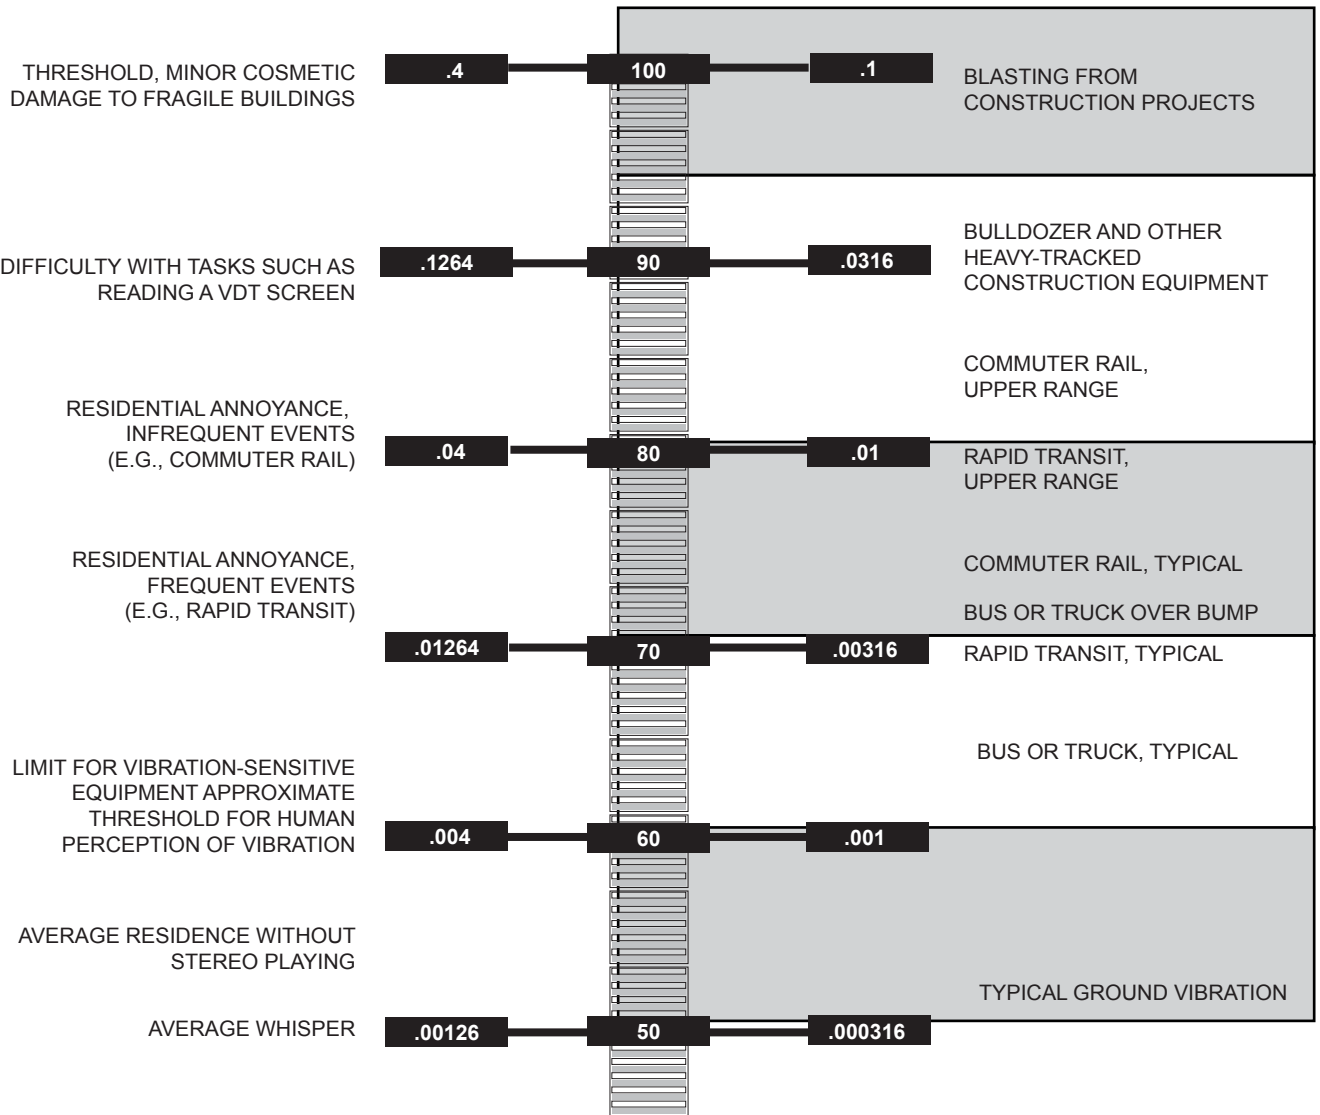 THRESHOLD, MINOR COSMETIC
DAMAGE TO FRAGILE BUILDINGS
.4
100
.1
BLASTING FROM
CONSTRUCTION PROJECTS
DIFFICULTY WITH TASKS SUCH AS
READING A VDT SCREEN
.1264
90
.0316
BULLDOZER AND OTHER
HEAVY-TRACKED
CONSTRUCTION EQUIPMENT
COMMUTER RAIL,
UPPER RANGE
RESIDENTIAL ANNOYANCE,
INFREQUENT EVENTS
(E.G., COMMUTER RAIL)
.04
80
.01
RAPID TRANSIT,
UPPER RANGE
RESIDENTIAL ANNOYANCE,
FREQUENT EVENTS
(E.G., RAPID TRANSIT)
COMMUTER RAIL, TYPICAL
BUS OR TRUCK OVER BUMP
.01264
70
.00316
RAPID TRANSIT, TYPICAL
BUS OR TRUCK, TYPICAL
LIMIT FOR VIBRATION-SENSITIVE
EQUIPMENT APPROXIMATE
THRESHOLD FOR HUMAN
PERCEPTION OF VIBRATION
.004
60
.001
AVERAGE RESIDENCE WITHOUT
STEREO PLAYING
TYPICAL GROUND VIBRATION
AVERAGE WHISPER
.00126
50
.000316